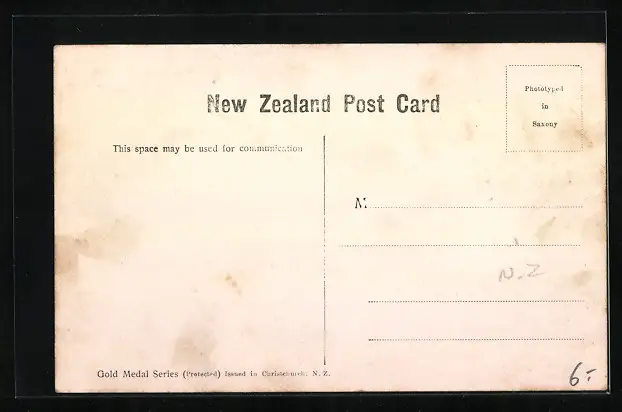 New Zealand Post Card
Phototyped
in
Saxony
This space may be used for communication
M
N.Z
Gold Medal Series (Protected) Issued in Christchurch, N. Z.
6:-